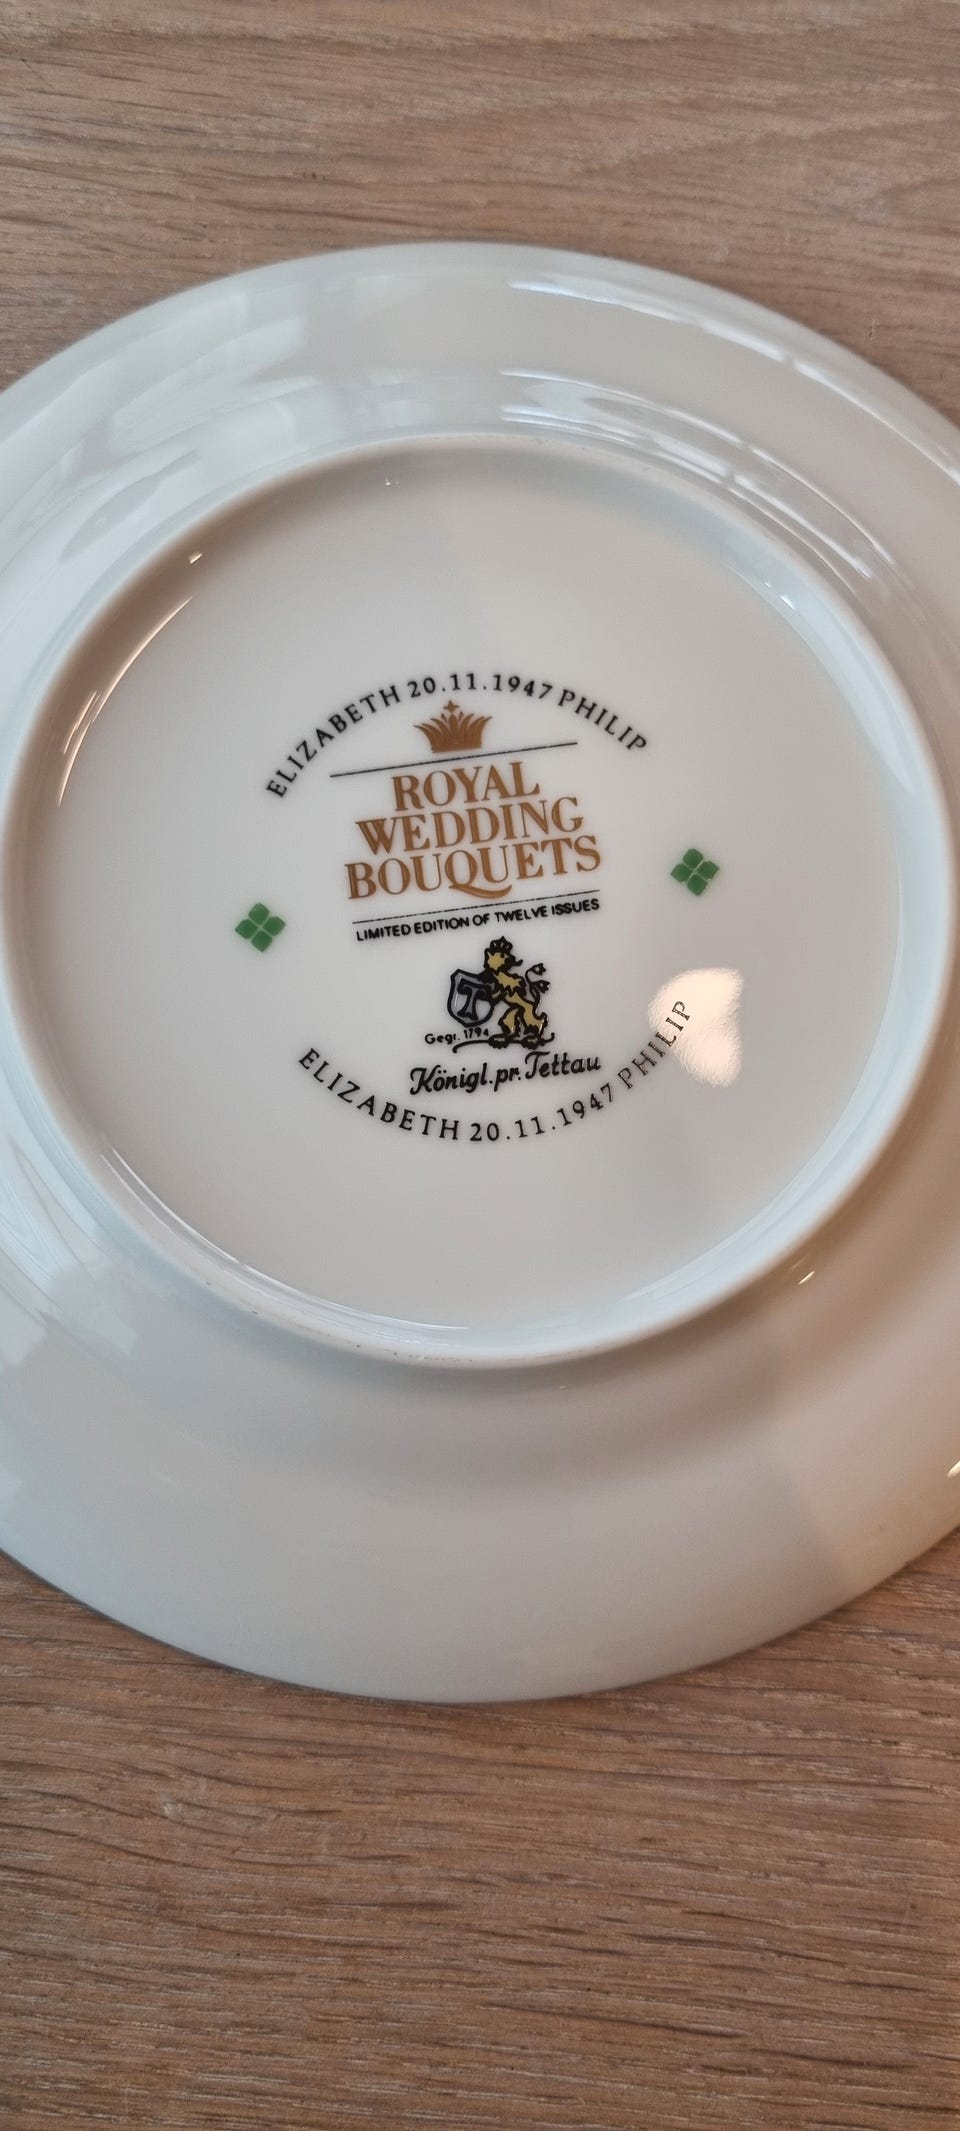 ELIZABETH 20.11.1947 PHILIP
ROYAL
WEDDING
BOUQUETS
LIMITED EDITION OF TWELVE ISSUES
T
Gegr. 1794
Königl. pr. Tettau
ELIZABETH 20.11.1947 PHILIP